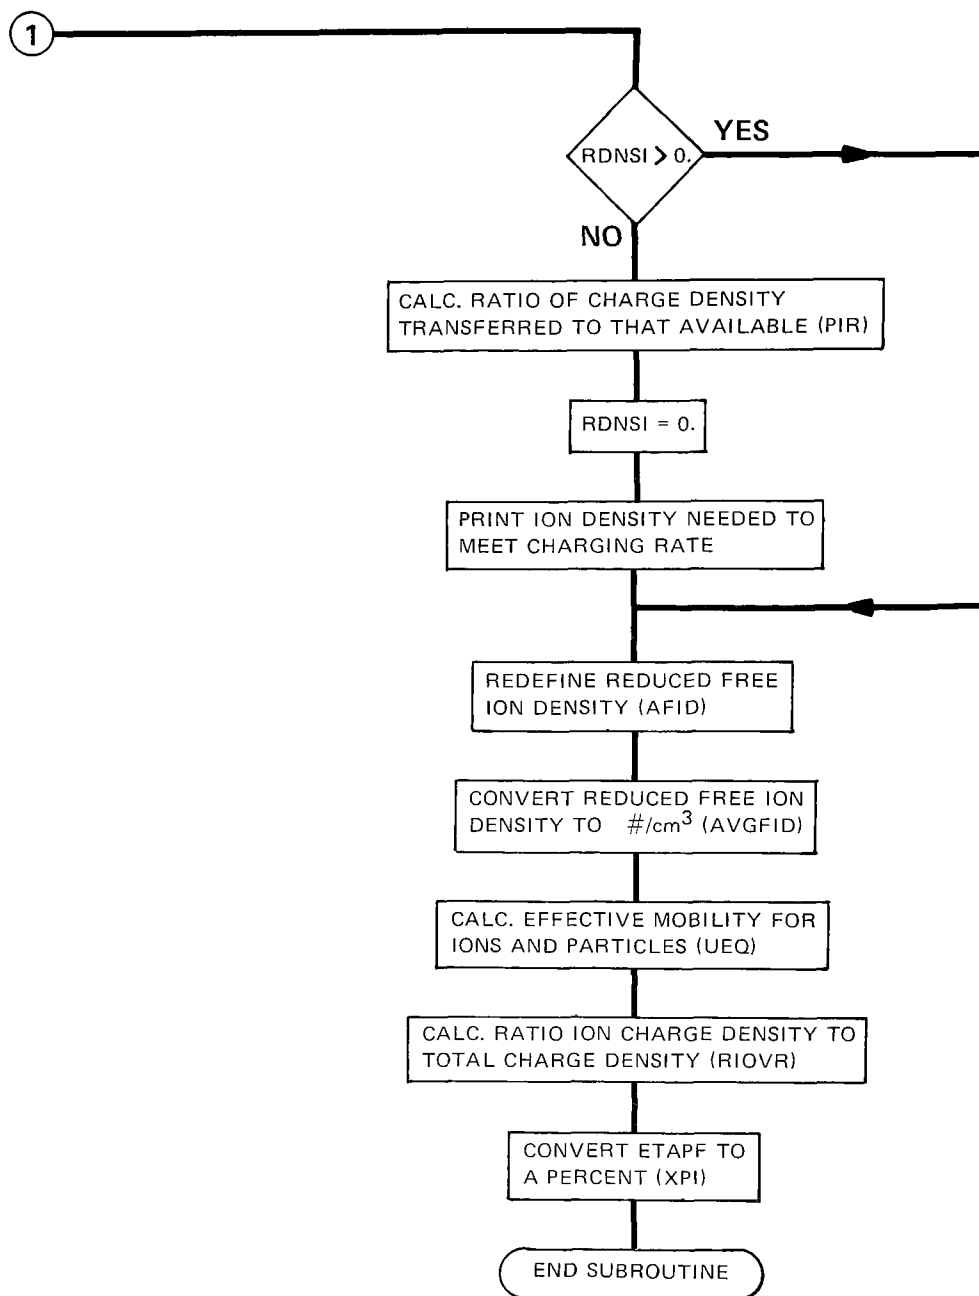 1
YES
RDNSI > 0.
NO
CALC. RATIO OF CHARGE DENSITY
TRANSFERRED TO THAT AVAILABLE (PIR)
RDNSI = 0.
PRINT ION DENSITY NEEDED TO
MEET CHARGING RATE
REDEFINE REDUCED FREE
ION DENSITY (AFID)
CONVERT REDUCED FREE ION
DENSITY TO #/cm³ (AVGFID)
CALC. EFFECTIVE MOBILITY FOR
IONS AND PARTICLES (UEQ)
CALC. RATIO ION CHARGE DENSITY TO
TOTAL CHARGE DENSITY (RIOVR)
CONVERT ETAPF TO
A PERCENT (XPI)
END SUBROUTINE